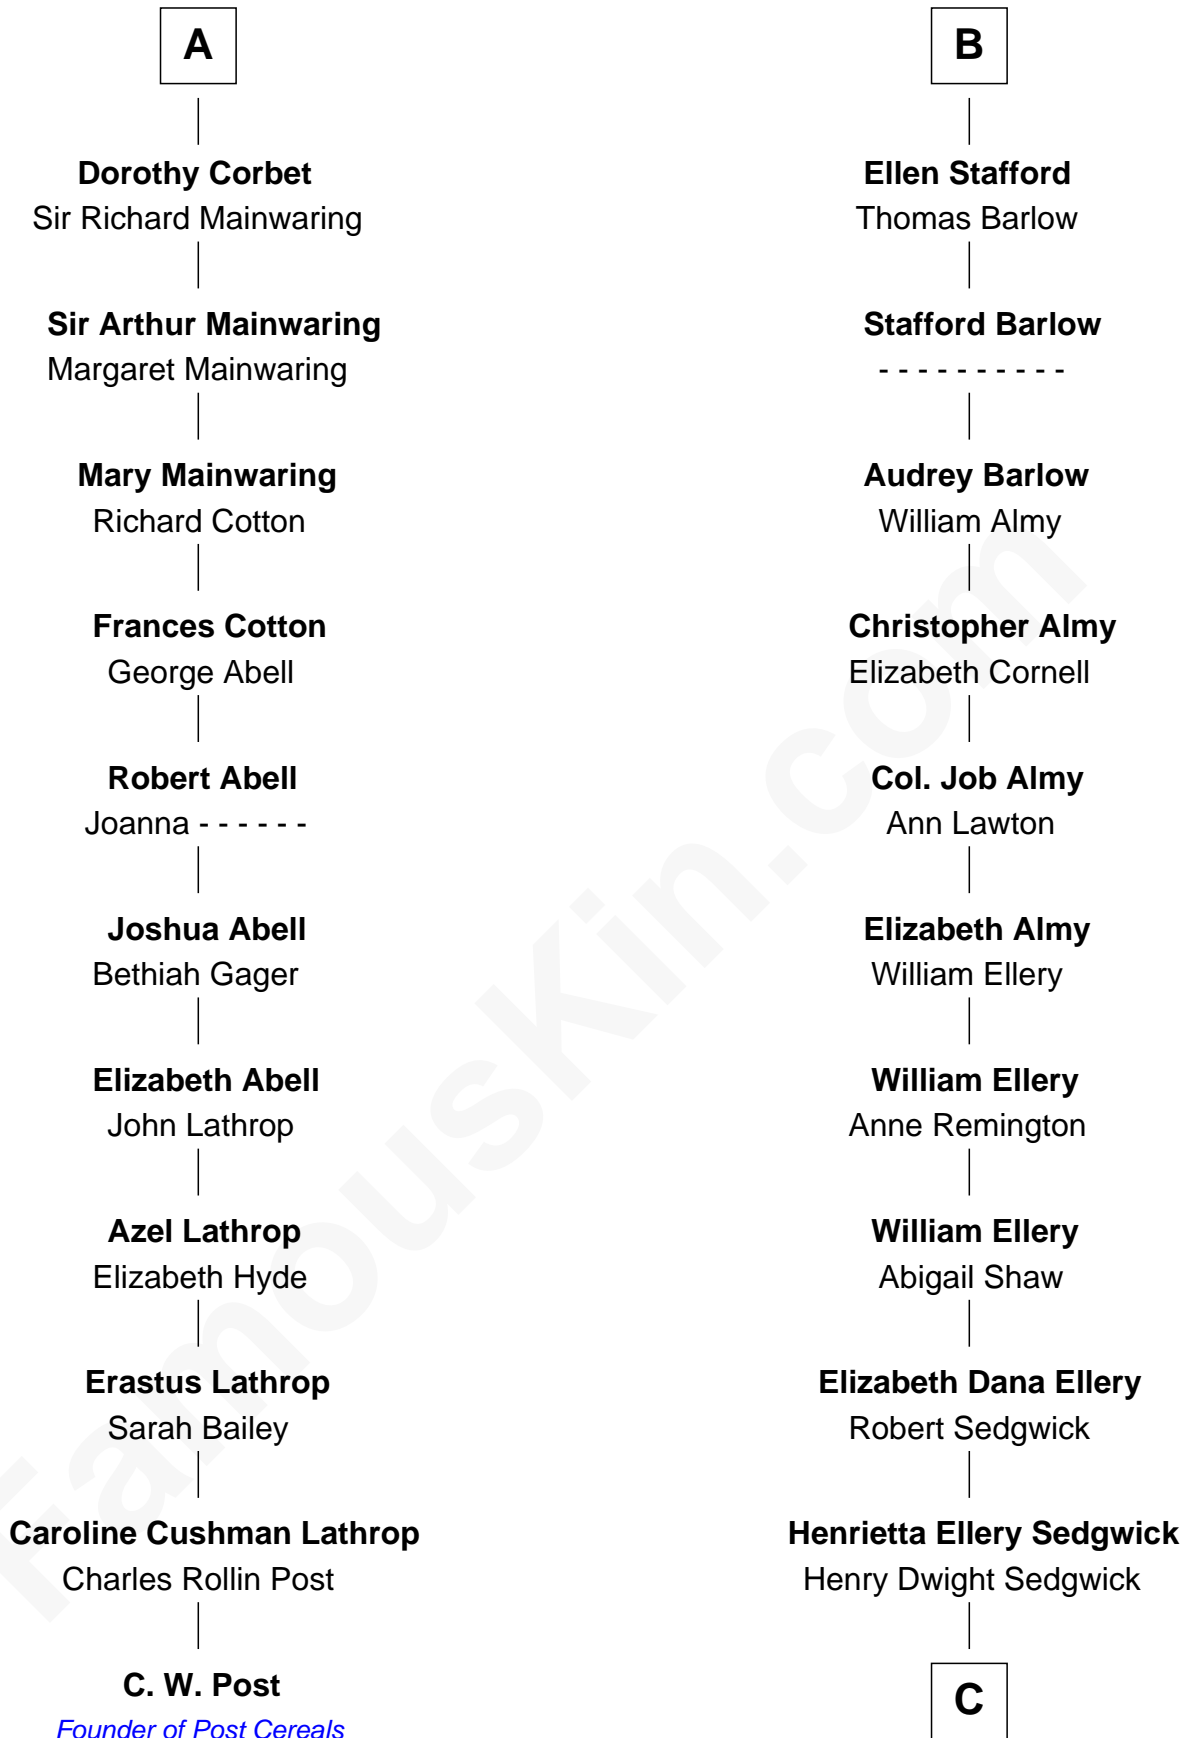 A
Dorothy Corbet
Sir Richard Mainwaring
Sir Arthur Mainwaring
Margaret Mainwaring
Mary Mainwaring
Richard Cotton
Frances Cotton
George Abell
Robert Abell
Joanna - - - - - -
Joshua Abell
Bethiah Gager
Elizabeth Abell
John Lathrop
Azel Lathrop
Elizabeth Hyde
Erastus Lathrop
Sarah Bailey
Caroline Cushman Lathrop
Charles Rollin Post
C. W. Post
Founder of Post Cereals
B
Ellen Stafford
Thomas Barlow
Stafford Barlow
- - - - - - - - - -
Audrey Barlow
William Almy
Christopher Almy
Elizabeth Cornell
Col. Job Almy
Ann Lawton
Elizabeth Almy
William Ellery
William Ellery
Anne Remington
William Ellery
Abigail Shaw
Elizabeth Dana Ellery
Robert Sedgwick
Henrietta Ellery Sedgwick
Henry Dwight Sedgwick
C
FamousKin.com